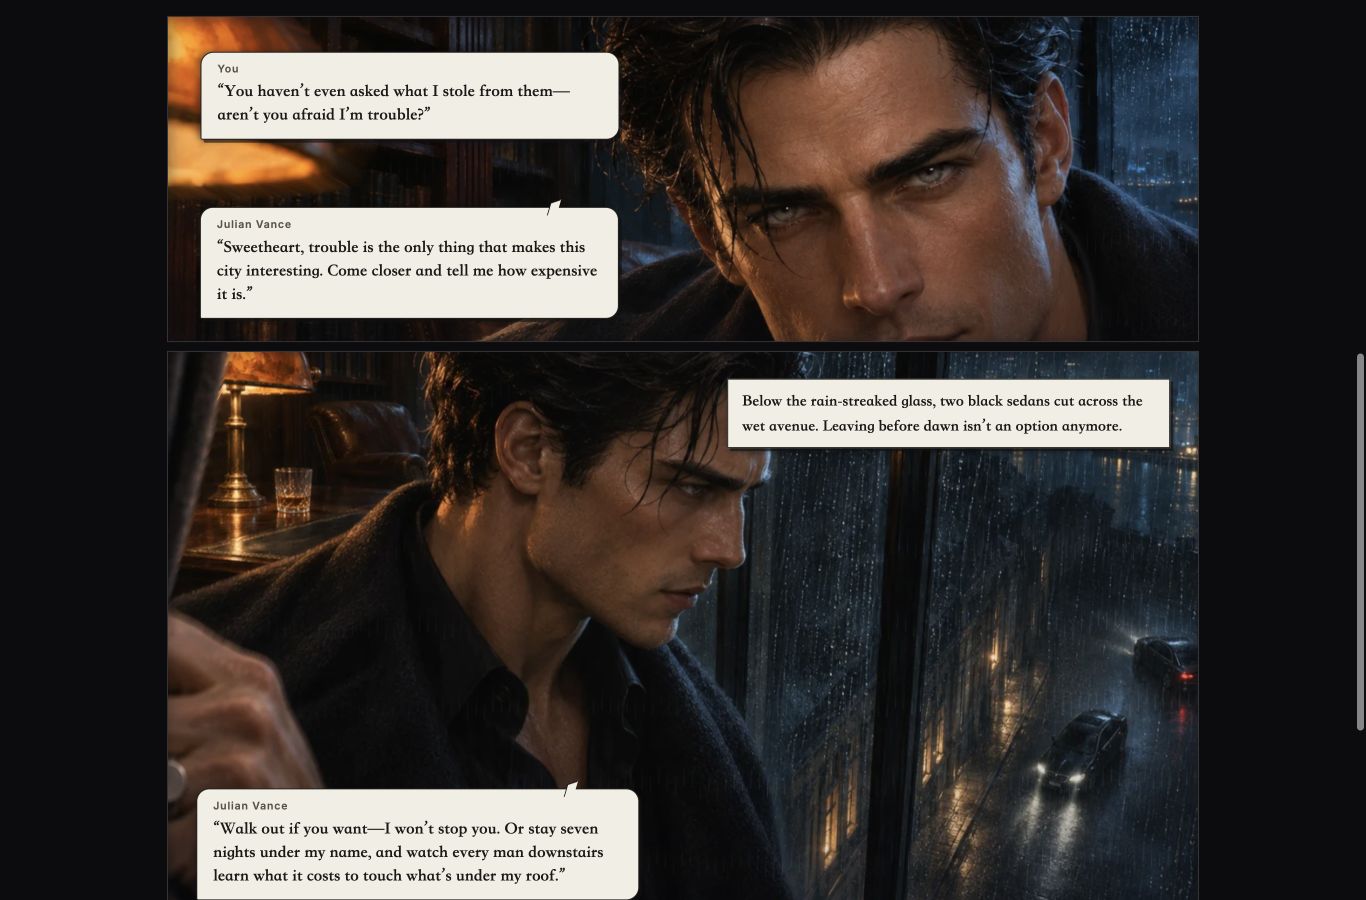 You
“You haven’t even asked what I stole from them—
aren’t you afraid I’m trouble?”
Julian Vance
“Sweetheart, trouble is the only thing that makes this
city interesting. Come closer and tell me how expensive
it is.”
Below the rain-streaked glass, two black sedans cut across the
wet avenue. Leaving before dawn isn’t an option anymore.
Julian Vance
“Walk out if you want—I won’t stop you. Or stay seven
nights under my name, and watch every man downstairs
learn what it costs to touch what’s under my roof.”